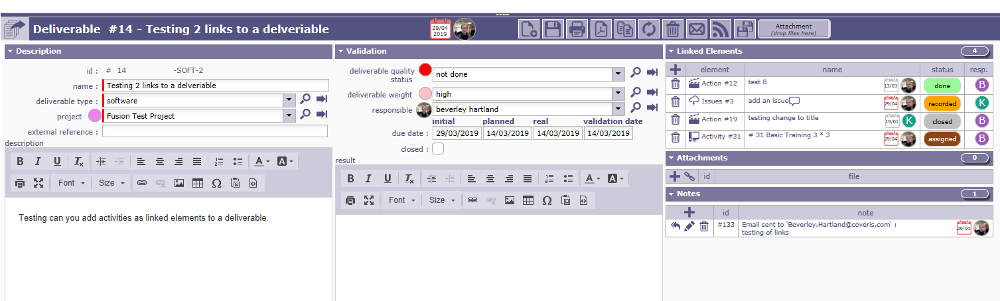 Deliverable #14 - Testing 2 links to a delveriable
29/04
2019
Attachment
(drop files here)
Description
id : # 14 -SOFT-2
name : Testing 2 links to a delveriable
deliverable type : software
project Fusion Test Project
external reference :
description
B I U Tx A A
Font Size Ω
Testing can you add activities as linked elements to a deliverable.
Validation
deliverable quality
status
not done
deliverable weight high
responsible beverley hartland
initial planned real validation date
due date : 29/03/2019 14/03/2019 14/03/2019 14/03/2019
closed :
result
B I U Tx A A
Font Size Ω
Linked Elements 4
element name status resp.
Action #12 test 8 13/03 done B
Issues #3 add an issue 29/04 recorded K
Action #19 testing change to title 19/01 K closed B
Activity #31 # 31 Basic Training 3 * 3 29/04 assigned B
Attachments 0
id file
Notes 1
id note
#133 Email sent to 'Beverley.Hartland@coveris.com' : 29/04
testing of links